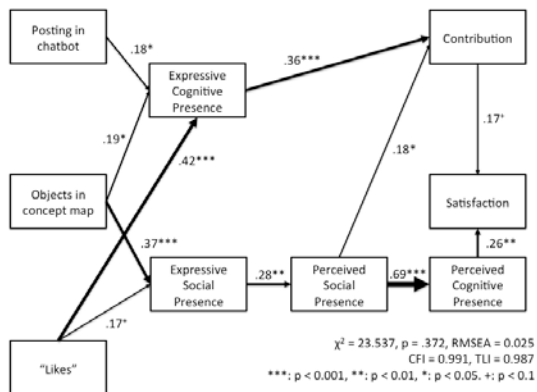 Posting in
chatbot
.18*
Contribution
Expressive
Cognitive
Presence
.36***
.19*
.42***
.18*
.17⁺
Objects in
concept map
Satisfaction
.37***
.26**
Expressive
Social
Presence
.28**
Perceived
Social
Presence
.69***
Perceived
Cognitive
Presence
.17⁺
"Likes"
χ² = 23.537, p = .372, RMSEA = 0.025
CFI = 0.991, TLI = 0.987
***: p < 0.001, **: p < 0.01, *: p < 0.05. +: p < 0.1